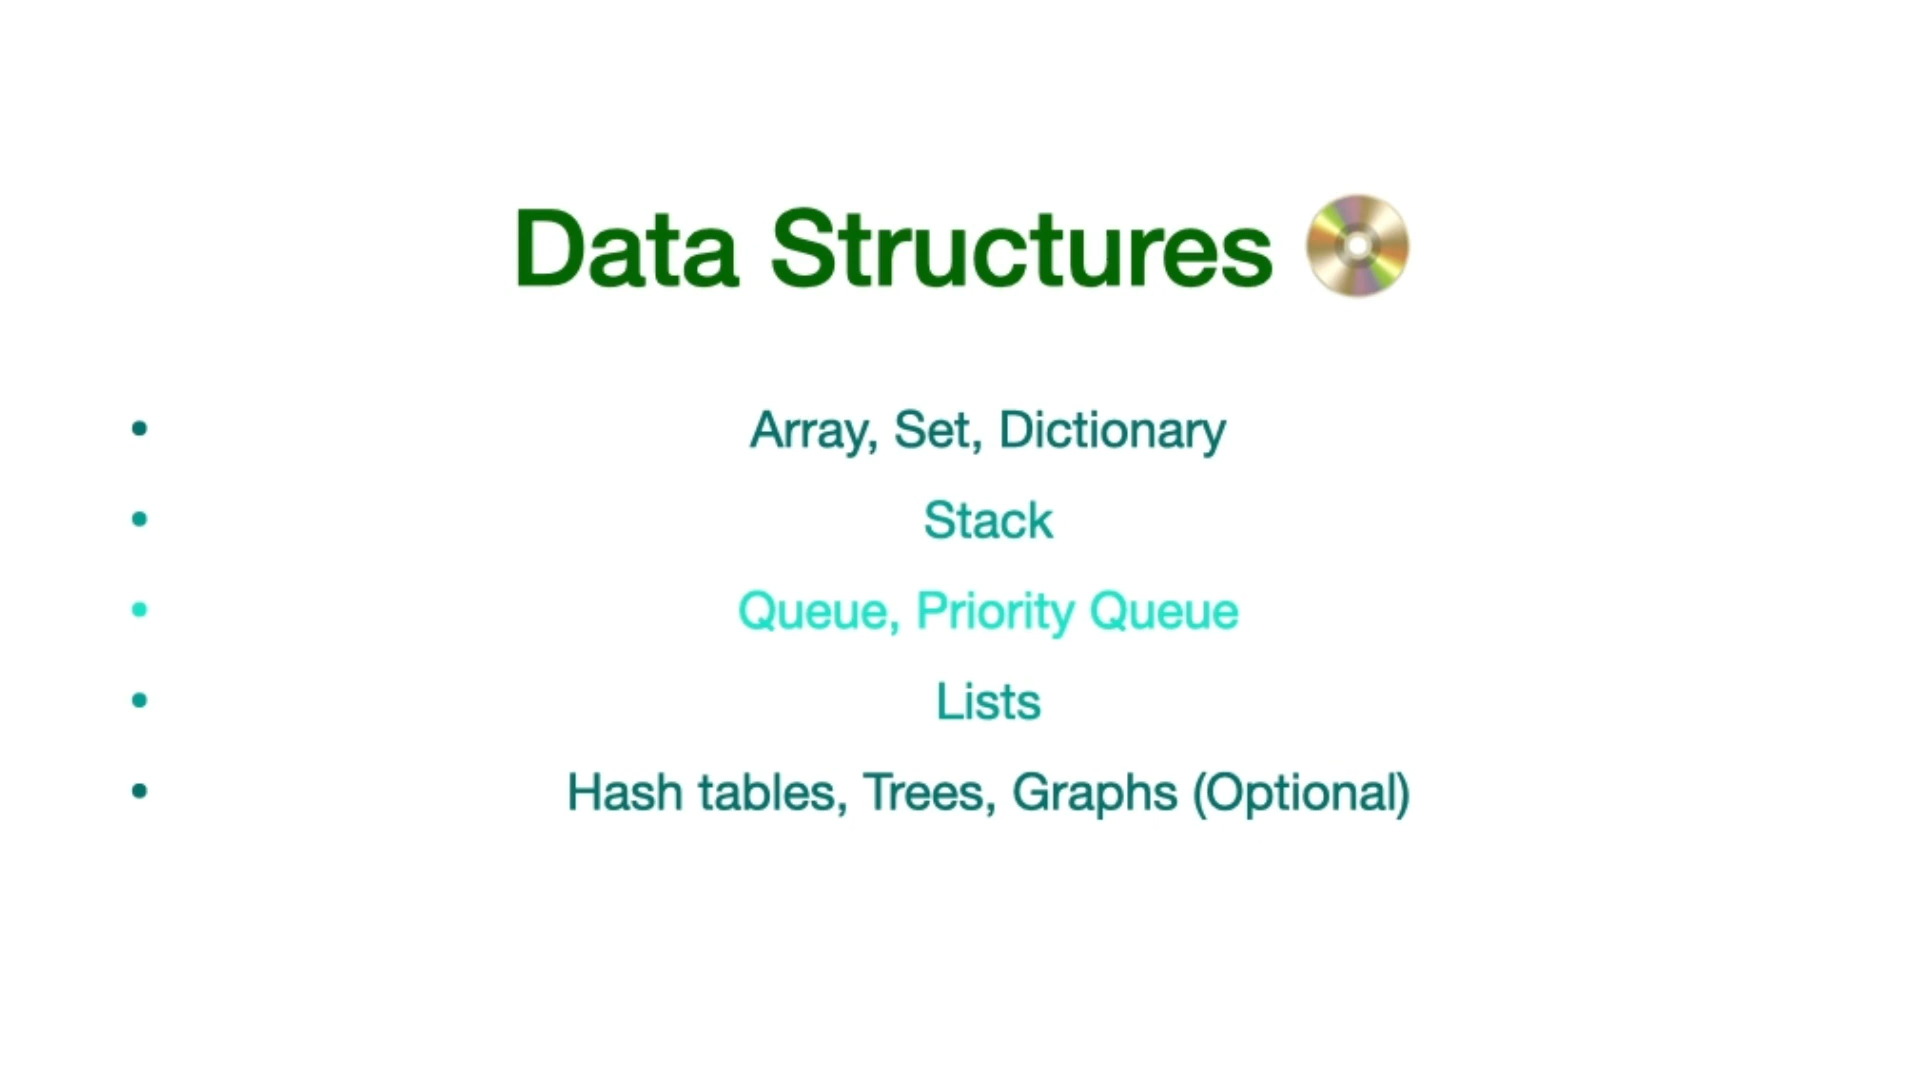 Data Structures
• Array, Set, Dictionary
• Stack
• Queue, Priority Queue
• Lists
• Hash tables, Trees, Graphs (Optional)